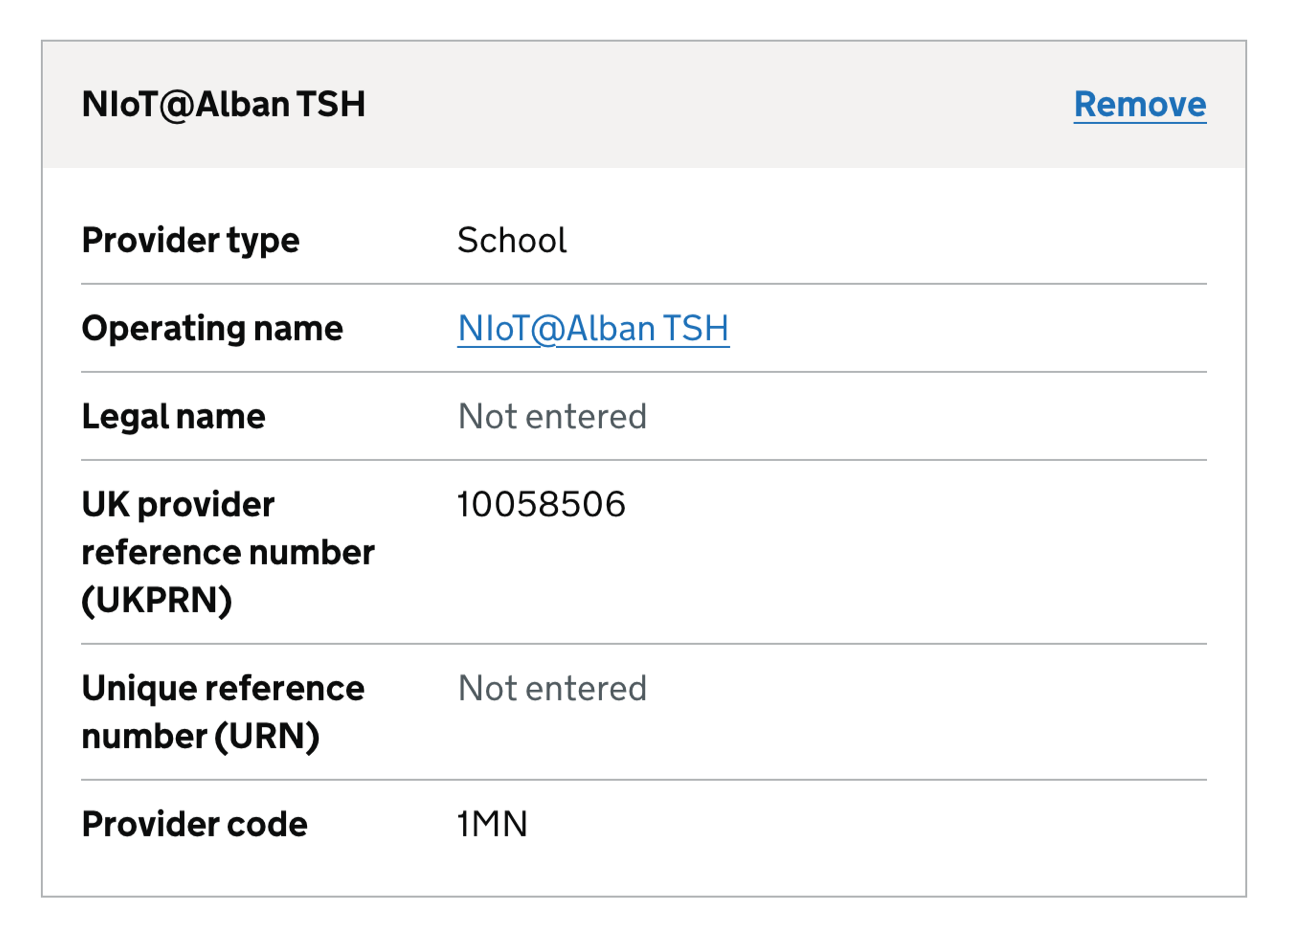 NIoT@Alban TSH
Remove
Provider type
School
Operating name
NIoT@Alban TSH
Legal name
Not entered
UK provider
reference number
(UKPRN)
10058506
Unique reference
number (URN)
Not entered
Provider code
1MN